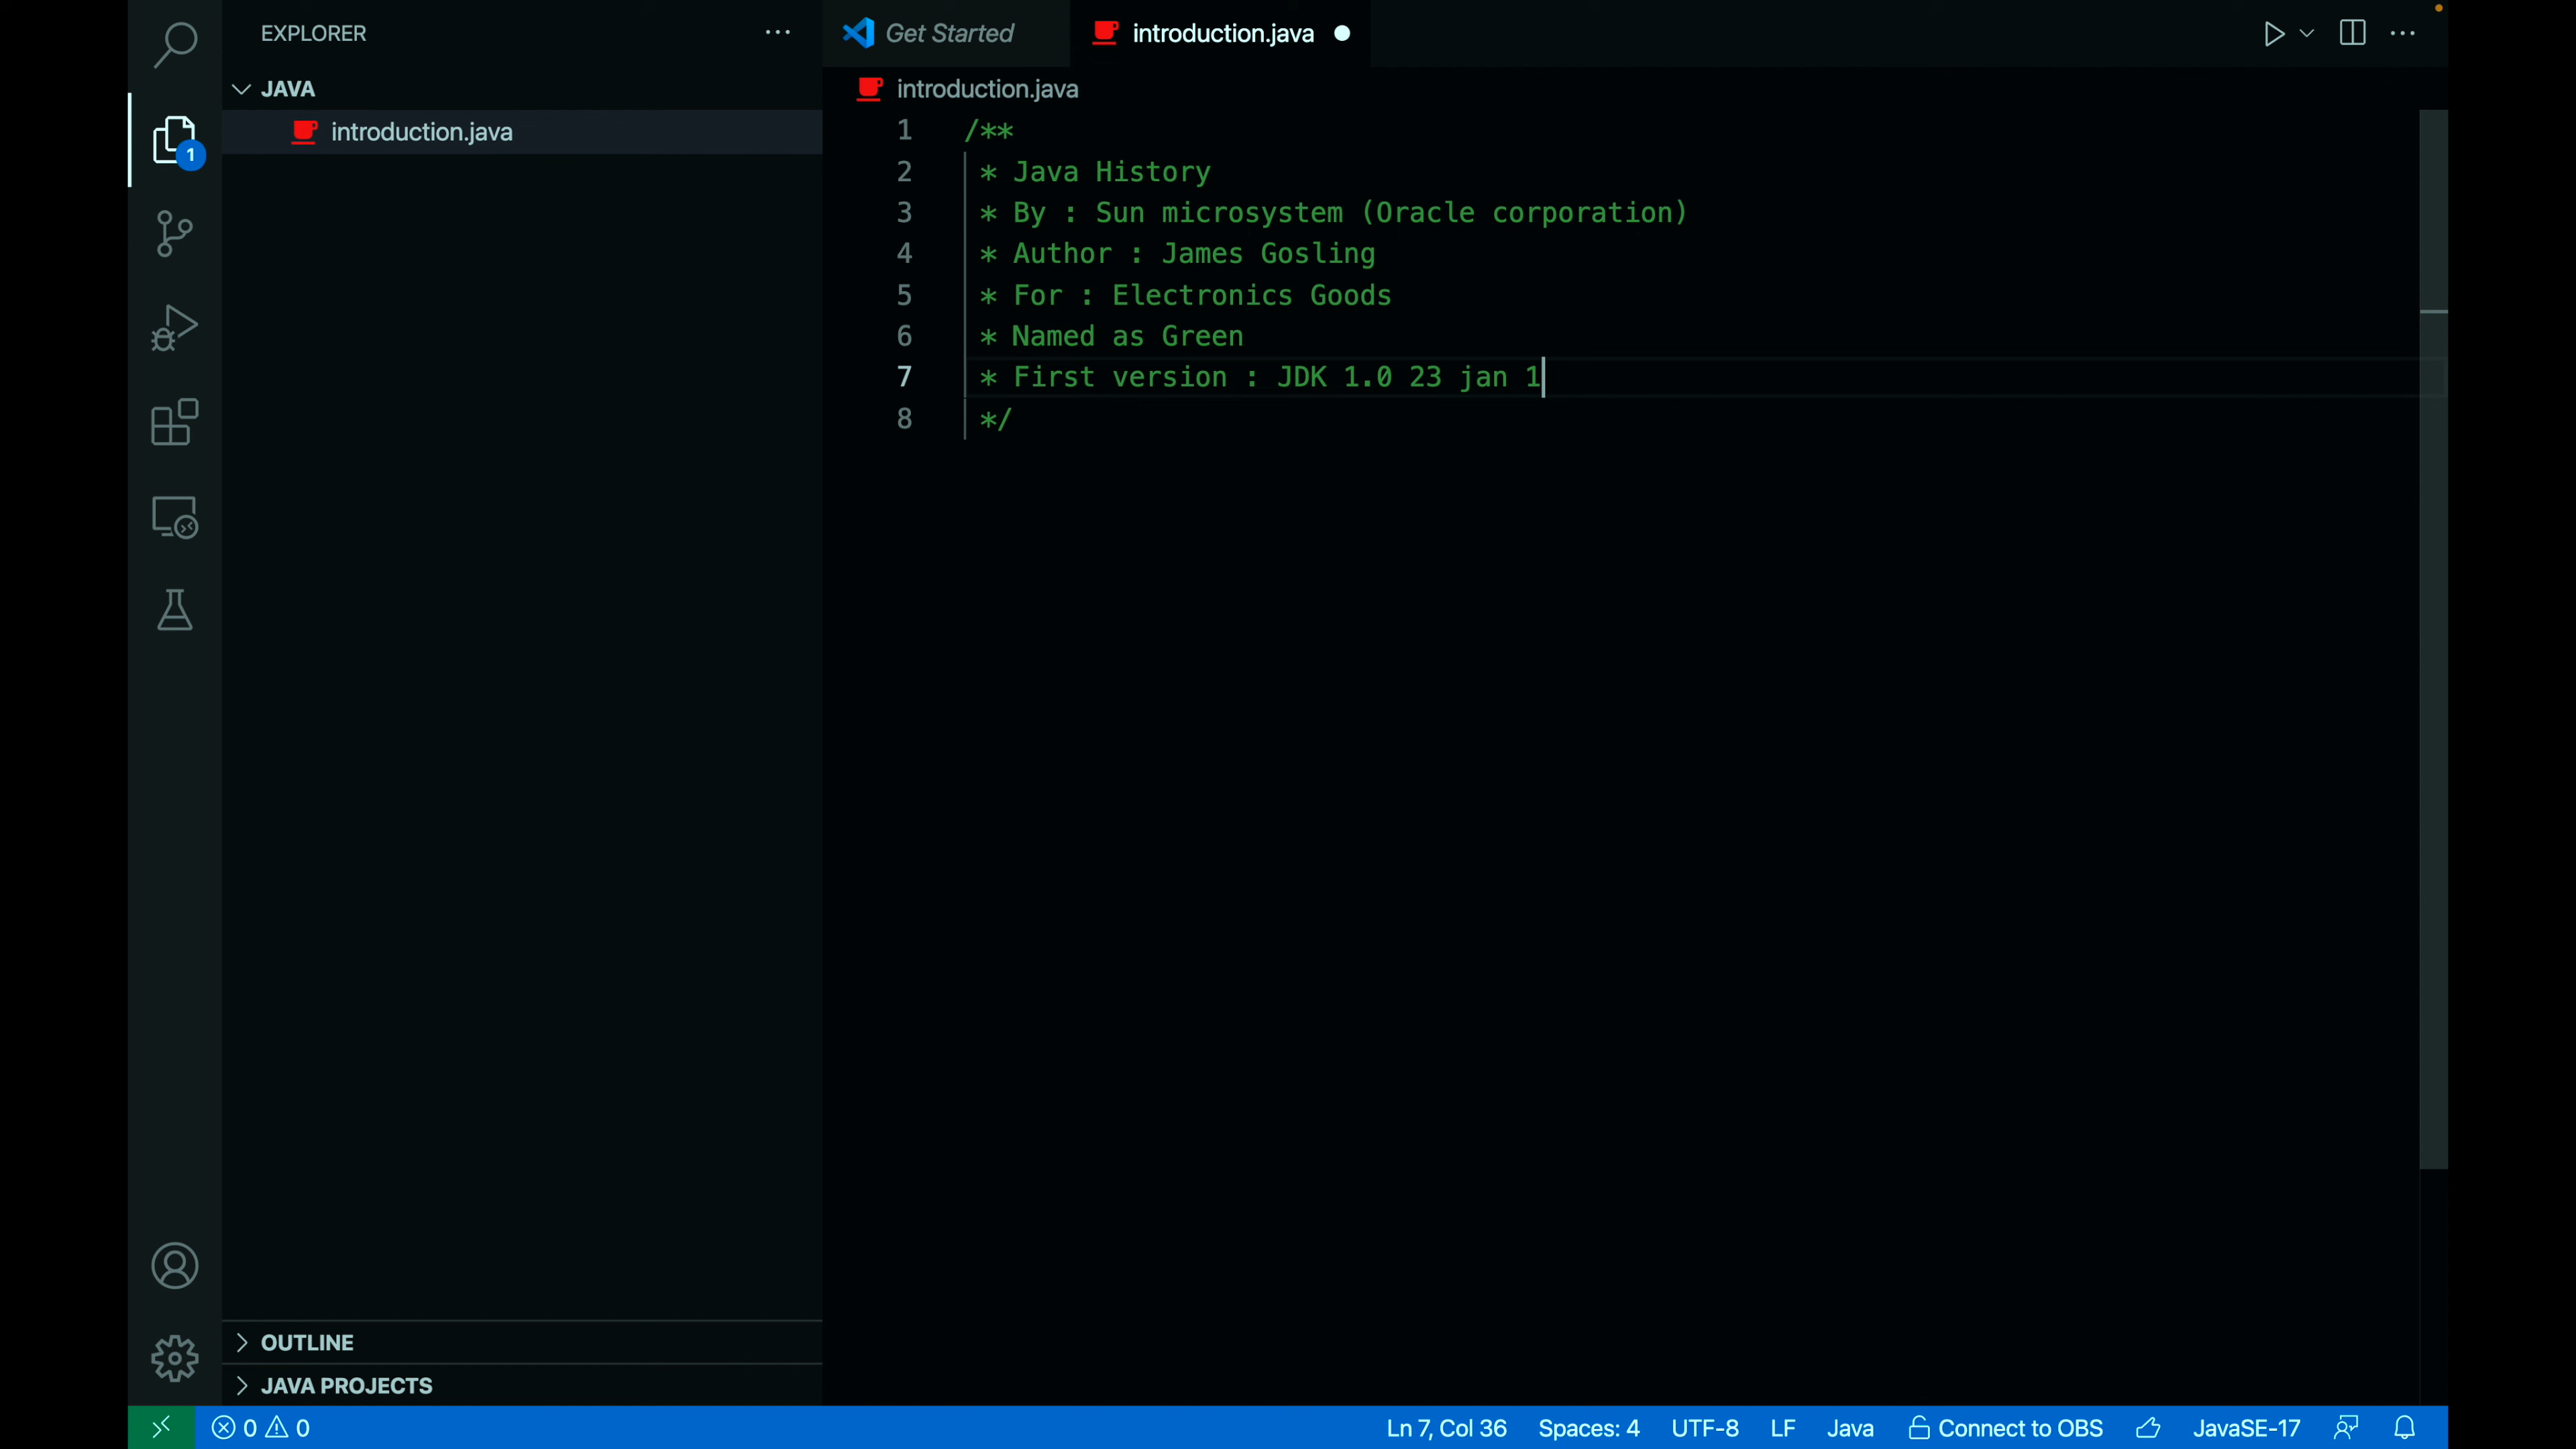 EXPLORER
JAVA
introduction.java
1
OUTLINE
JAVA PROJECTS
Get Started
introduction.java
introduction.java
1 /**
2 * Java History
3 * By : Sun microsystem (Oracle corporation)
4 * Author : James Gosling
5 * For : Electronics Goods
6 * Named as Green
7 * First version : JDK 1.0 23 jan 1
8 */
0 0 Ln 7, Col 36 Spaces: 4 UTF-8 LF Java Connect to OBS JavaSE-17